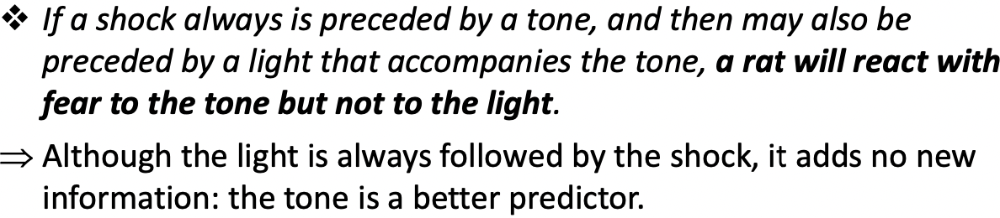 ❖ If a shock always is preceded by a tone, and then may also be
preceded by a light that accompanies the tone, a rat will react with
fear to the tone but not to the light.
⇒ Although the light is always followed by the shock, it adds no new
information: the tone is a better predictor.